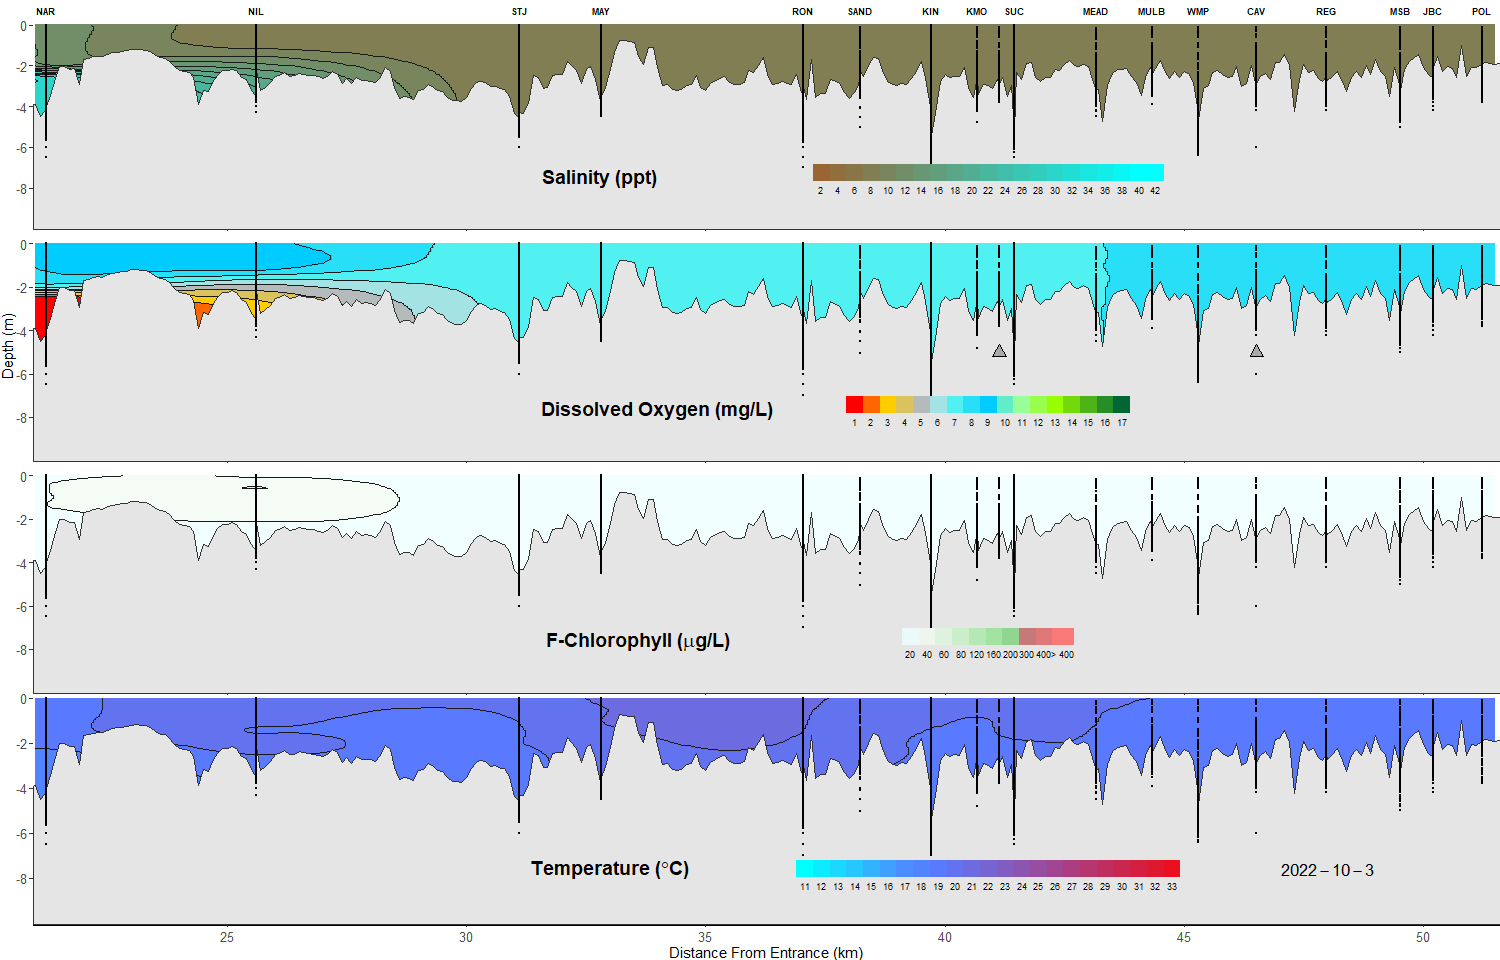 NAR NIL STJ MAY RON SAND KIN KMO SUC MEAD MULB WMP CAV REG MSB JBC POL
0
-2
-4
-6
-8
Salinity (ppt)
2 4 6 8 10 12 14 16 18 20 22 24 26 28 30 32 34 36 38 40 42
0
-2
-4
-6
-8
Depth (m)
Dissolved Oxygen (mg/L)
1 2 3 4 5 6 7 8 9 10 11 12 13 14 15 16 17
0
-2
-4
-6
-8
F-Chlorophyll (µg/L)
20 40 60 80 120 160 200 300 400 > 400
0
-2
-4
-6
-8
Temperature (°C)
11 12 13 14 15 16 17 18 19 20 21 22 23 24 25 26 27 28 29 30 31 32 33
2022 – 10 – 3
25 30 35 40 45 50
Distance From Entrance (km)